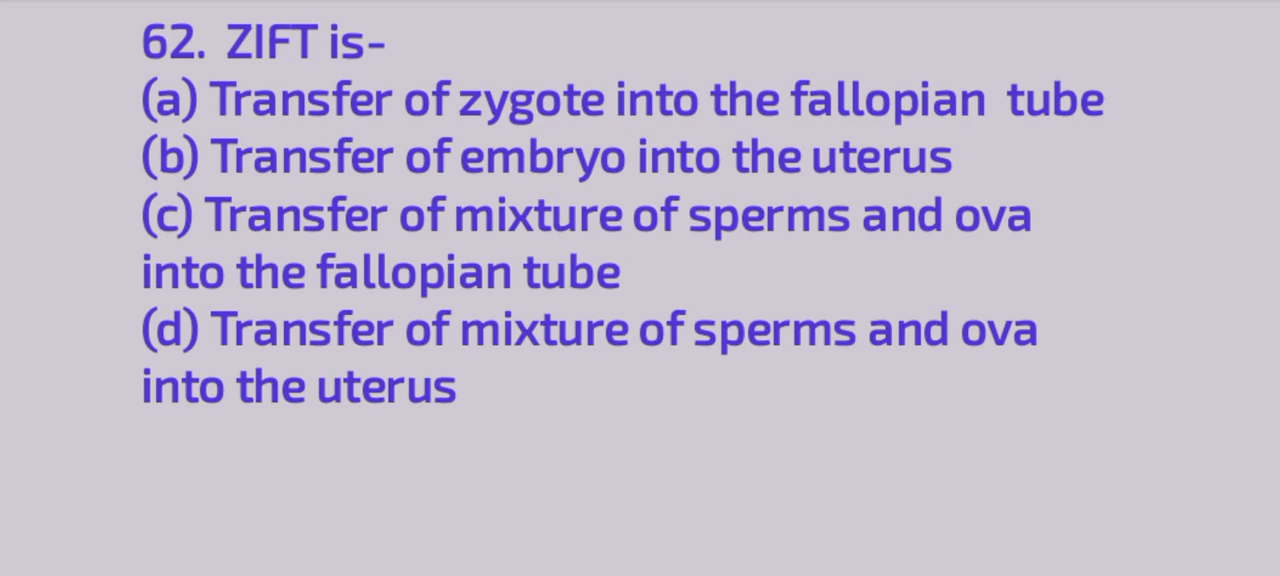 62. ZIFT is-
(a) Transfer of zygote into the fallopian tube
(b) Transfer of embryo into the uterus
(c) Transfer of mixture of sperms and ova
into the fallopian tube
(d) Transfer of mixture of sperms and ova
into the uterus